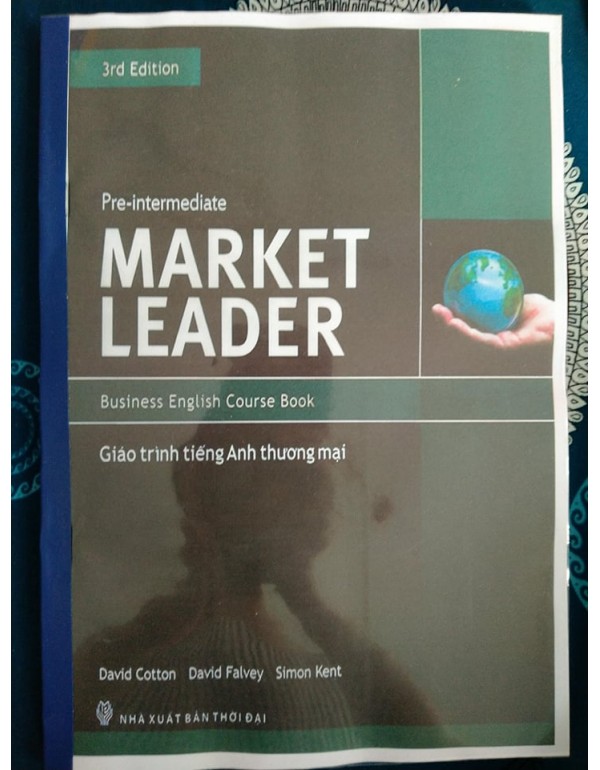 3rd Edition
Pre-intermediate
MARKET
LEADER
Business English Course Book
Giáo trình tiếng Anh thương mại
David Cotton David Falvey Simon Kent
NHÀ XUẤT BẢN THỜI ĐẠI